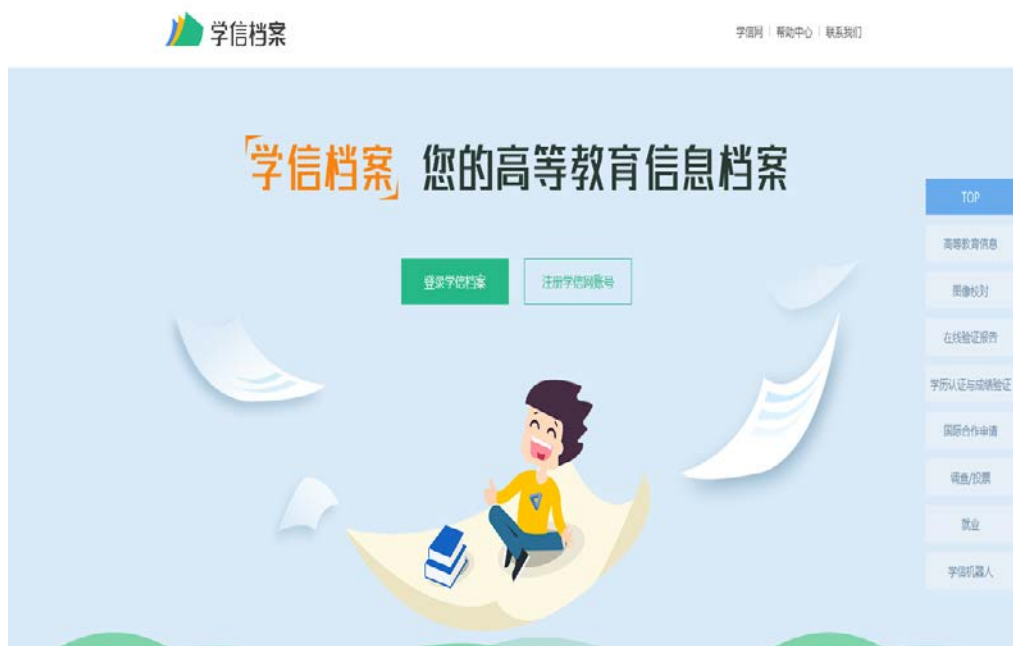 学信档案
学信网 | 帮助中心 | 联系我们
学信档案 您的高等教育信息档案
登录学信档案 注册学信网账号
TOP
高等教育信息
图像校对
在线验证报告
学历认证与成绩验证
国际合作申请
调查/投票
就业
学信机器人